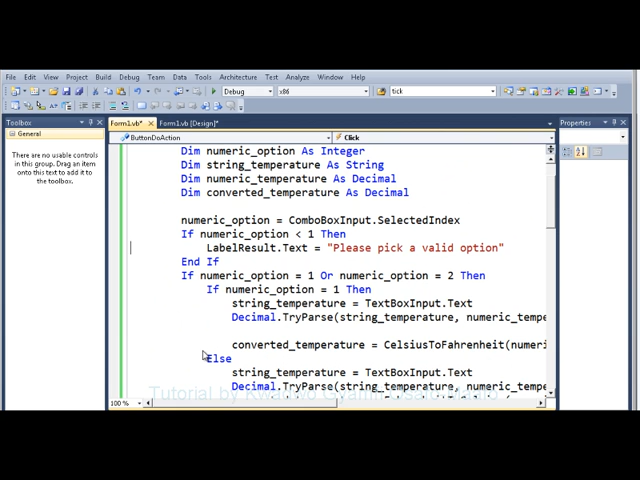 File Edit View Project Build Debug Team Data Tools Architecture Test Analyze Window Help
Debug x86 tick
Toolbox
Form1.vb* Form1.vb [Design]*
Properties
General
ButtonDoAction Click
There are no usable controls
in this group. Drag an item
onto this text to add it to
the toolbox.
Dim numeric_option As Integer
Dim string_temperature As String
Dim numeric_temperature As Decimal
Dim converted_temperature As Decimal
numeric_option = ComboBoxInput.SelectedIndex
If numeric_option < 1 Then
LabelResult.Text = "Please pick a valid option"
End If
If numeric_option = 1 Or numeric_option = 2 Then
If numeric_option = 1 Then
string_temperature = TextBoxInput.Text
Decimal.TryParse(string_temperature, numeric_tempe
converted_temperature = CelsiusToFahrenheit(numeri
Else
string_temperature = TextBoxInput.Text
Decimal.TryParse(string_temperature, numeric_tempe
Tutorial by
100 %